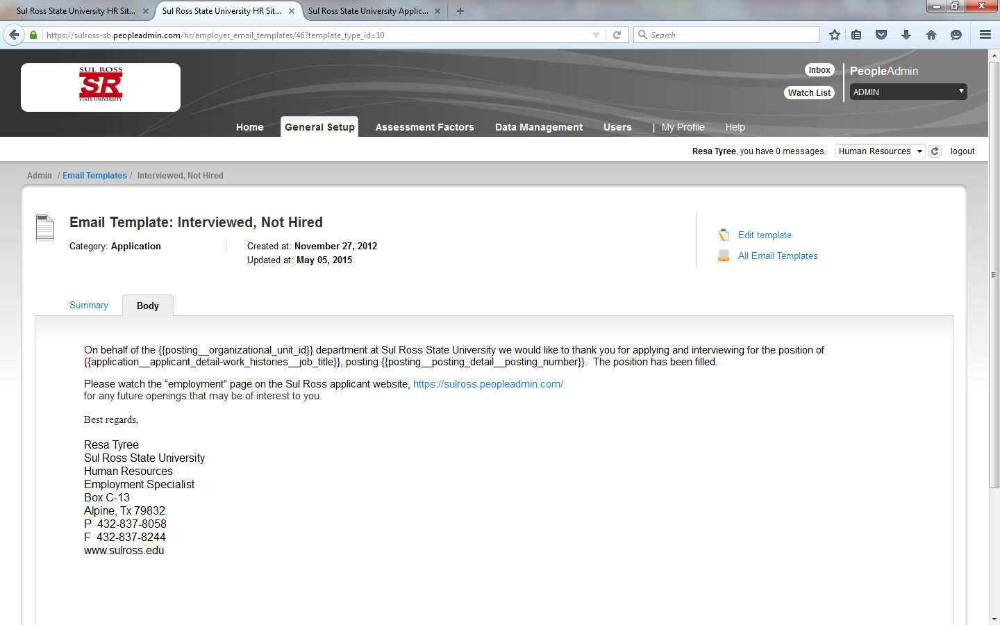 Sul Ross State University HR Sit...
Sul Ross State University HR Sit...
Sul Ross State University Applic...
https://sulross-sb.peopleadmin.com/hr/employer_email_templates/46?template_type_id=10
Search
SUL ROSS
SR
STATE UNIVERSITY
Inbox
Watch List
PeopleAdmin
ADMIN
Home
General Setup
Assessment Factors
Data Management
Users
| My Profile
Help
Resa Tyree, you have 0 messages.
Human Resources
logout
Admin / Email Templates / Interviewed, Not Hired
Email Template: Interviewed, Not Hired
Category: Application
Created at: November 27, 2012
Updated at: May 05, 2015
Edit template
All Email Templates
Summary
Body
On behalf of the {{posting__organizational_unit_id}} department at Sul Ross State University we would like to thank you for applying and interviewing for the position of
{{application__applicant_detail-work_histories__job_title}}, posting {{posting__posting_detail__posting_number}}.  The position has been filled.
Please watch the “employment” page on the Sul Ross applicant website, https://sulross.peopleadmin.com/
for any future openings that may be of interest to you.
Best regards,
Resa Tyree
Sul Ross State University
Human Resources
Employment Specialist
Box C-13
Alpine, Tx 79832
P  432-837-8058
F  432-837-8244
www.sulross.edu